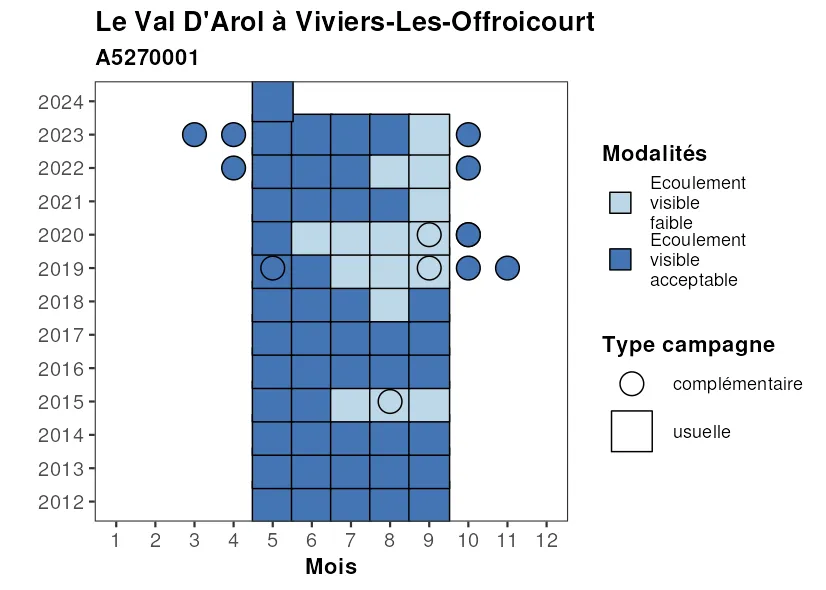 Le Val D'Arol à Viviers-Les-Offroicourt
A5270001
2024
2023
2022
2021
2020
2019
2018
2017
2016
2015
2014
2013
2012
1 2 3 4 5 6 7 8 9 10 11 12
Mois
Modalités
Ecoulement
visible
faible
Ecoulement
visible
acceptable
Type campagne
complémentaire
usuelle